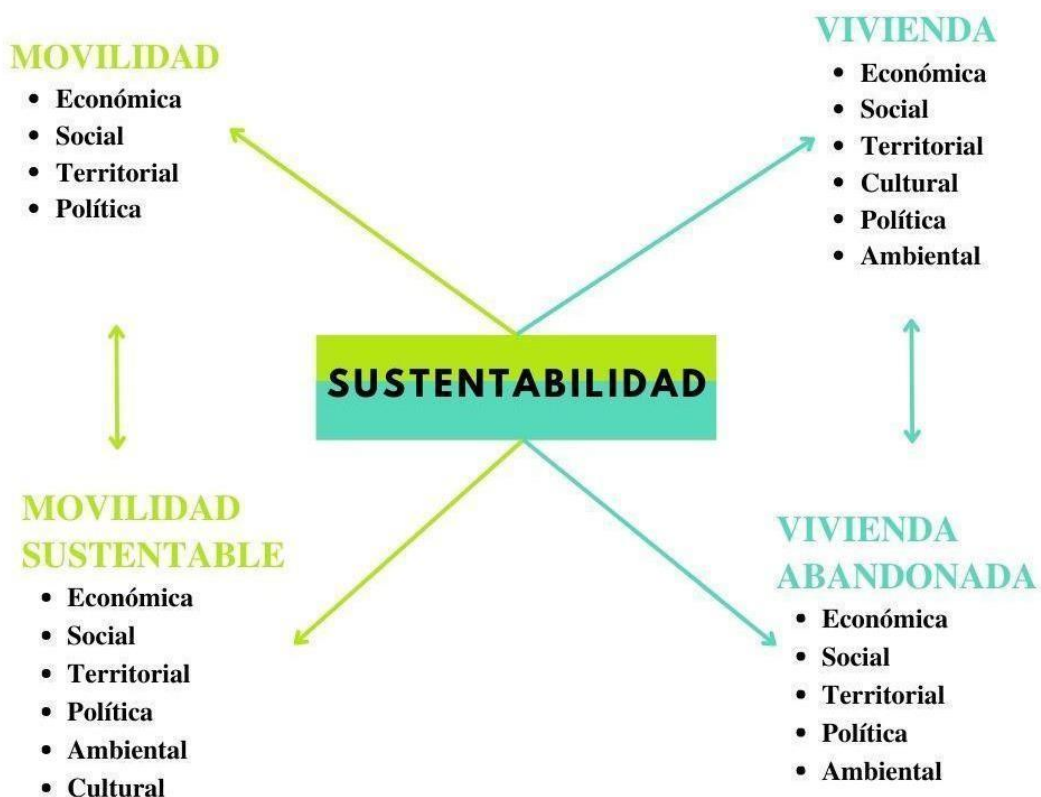 MOVILIDAD
• Económica
• Social
• Territorial
• Política
VIVIENDA
• Económica
• Social
• Territorial
• Cultural
• Política
• Ambiental
SUSTENTABILIDAD
MOVILIDAD
SUSTENTABLE
• Económica
• Social
• Territorial
• Política
• Ambiental
• Cultural
VIVIENDA
ABANDONADA
• Económica
• Social
• Territorial
• Política
• Ambiental